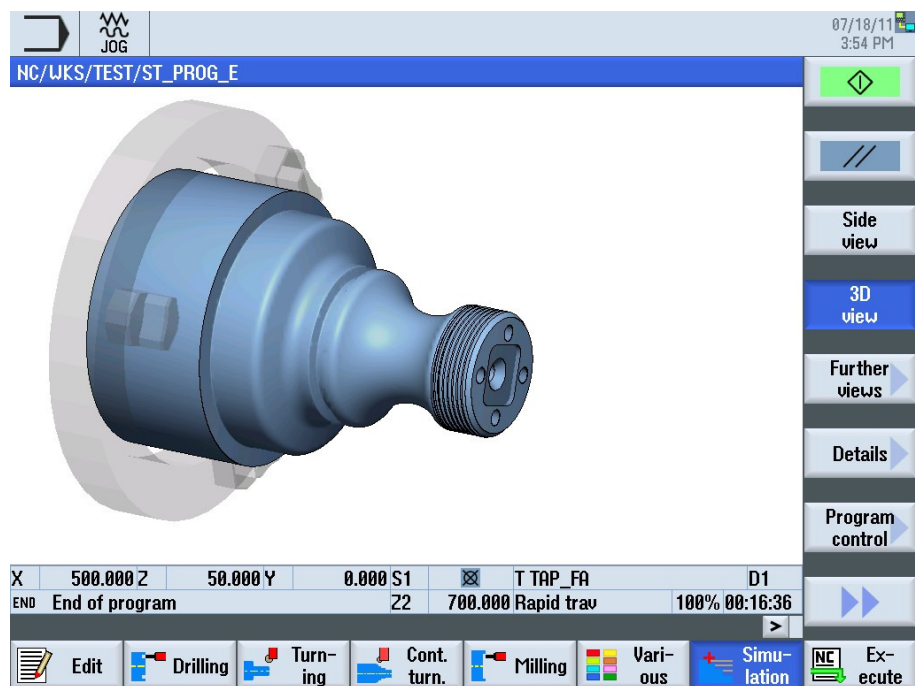 JOG
07/18/11
3:54 PM
NC/WKS/TEST/ST_PROG_E
Side
view
3D
view
Further
views
Details
Program
control
X 500.000 Z 50.000 Y 0.000 S1 T TAP_FA D1
END End of program Z2 700.000 Rapid trav 100% 00:16:36
>
Edit
Drilling
Turn-
ing
Cont.
turn.
Milling
Vari-
ous
Simu-
lation
NC Ex-
ecute